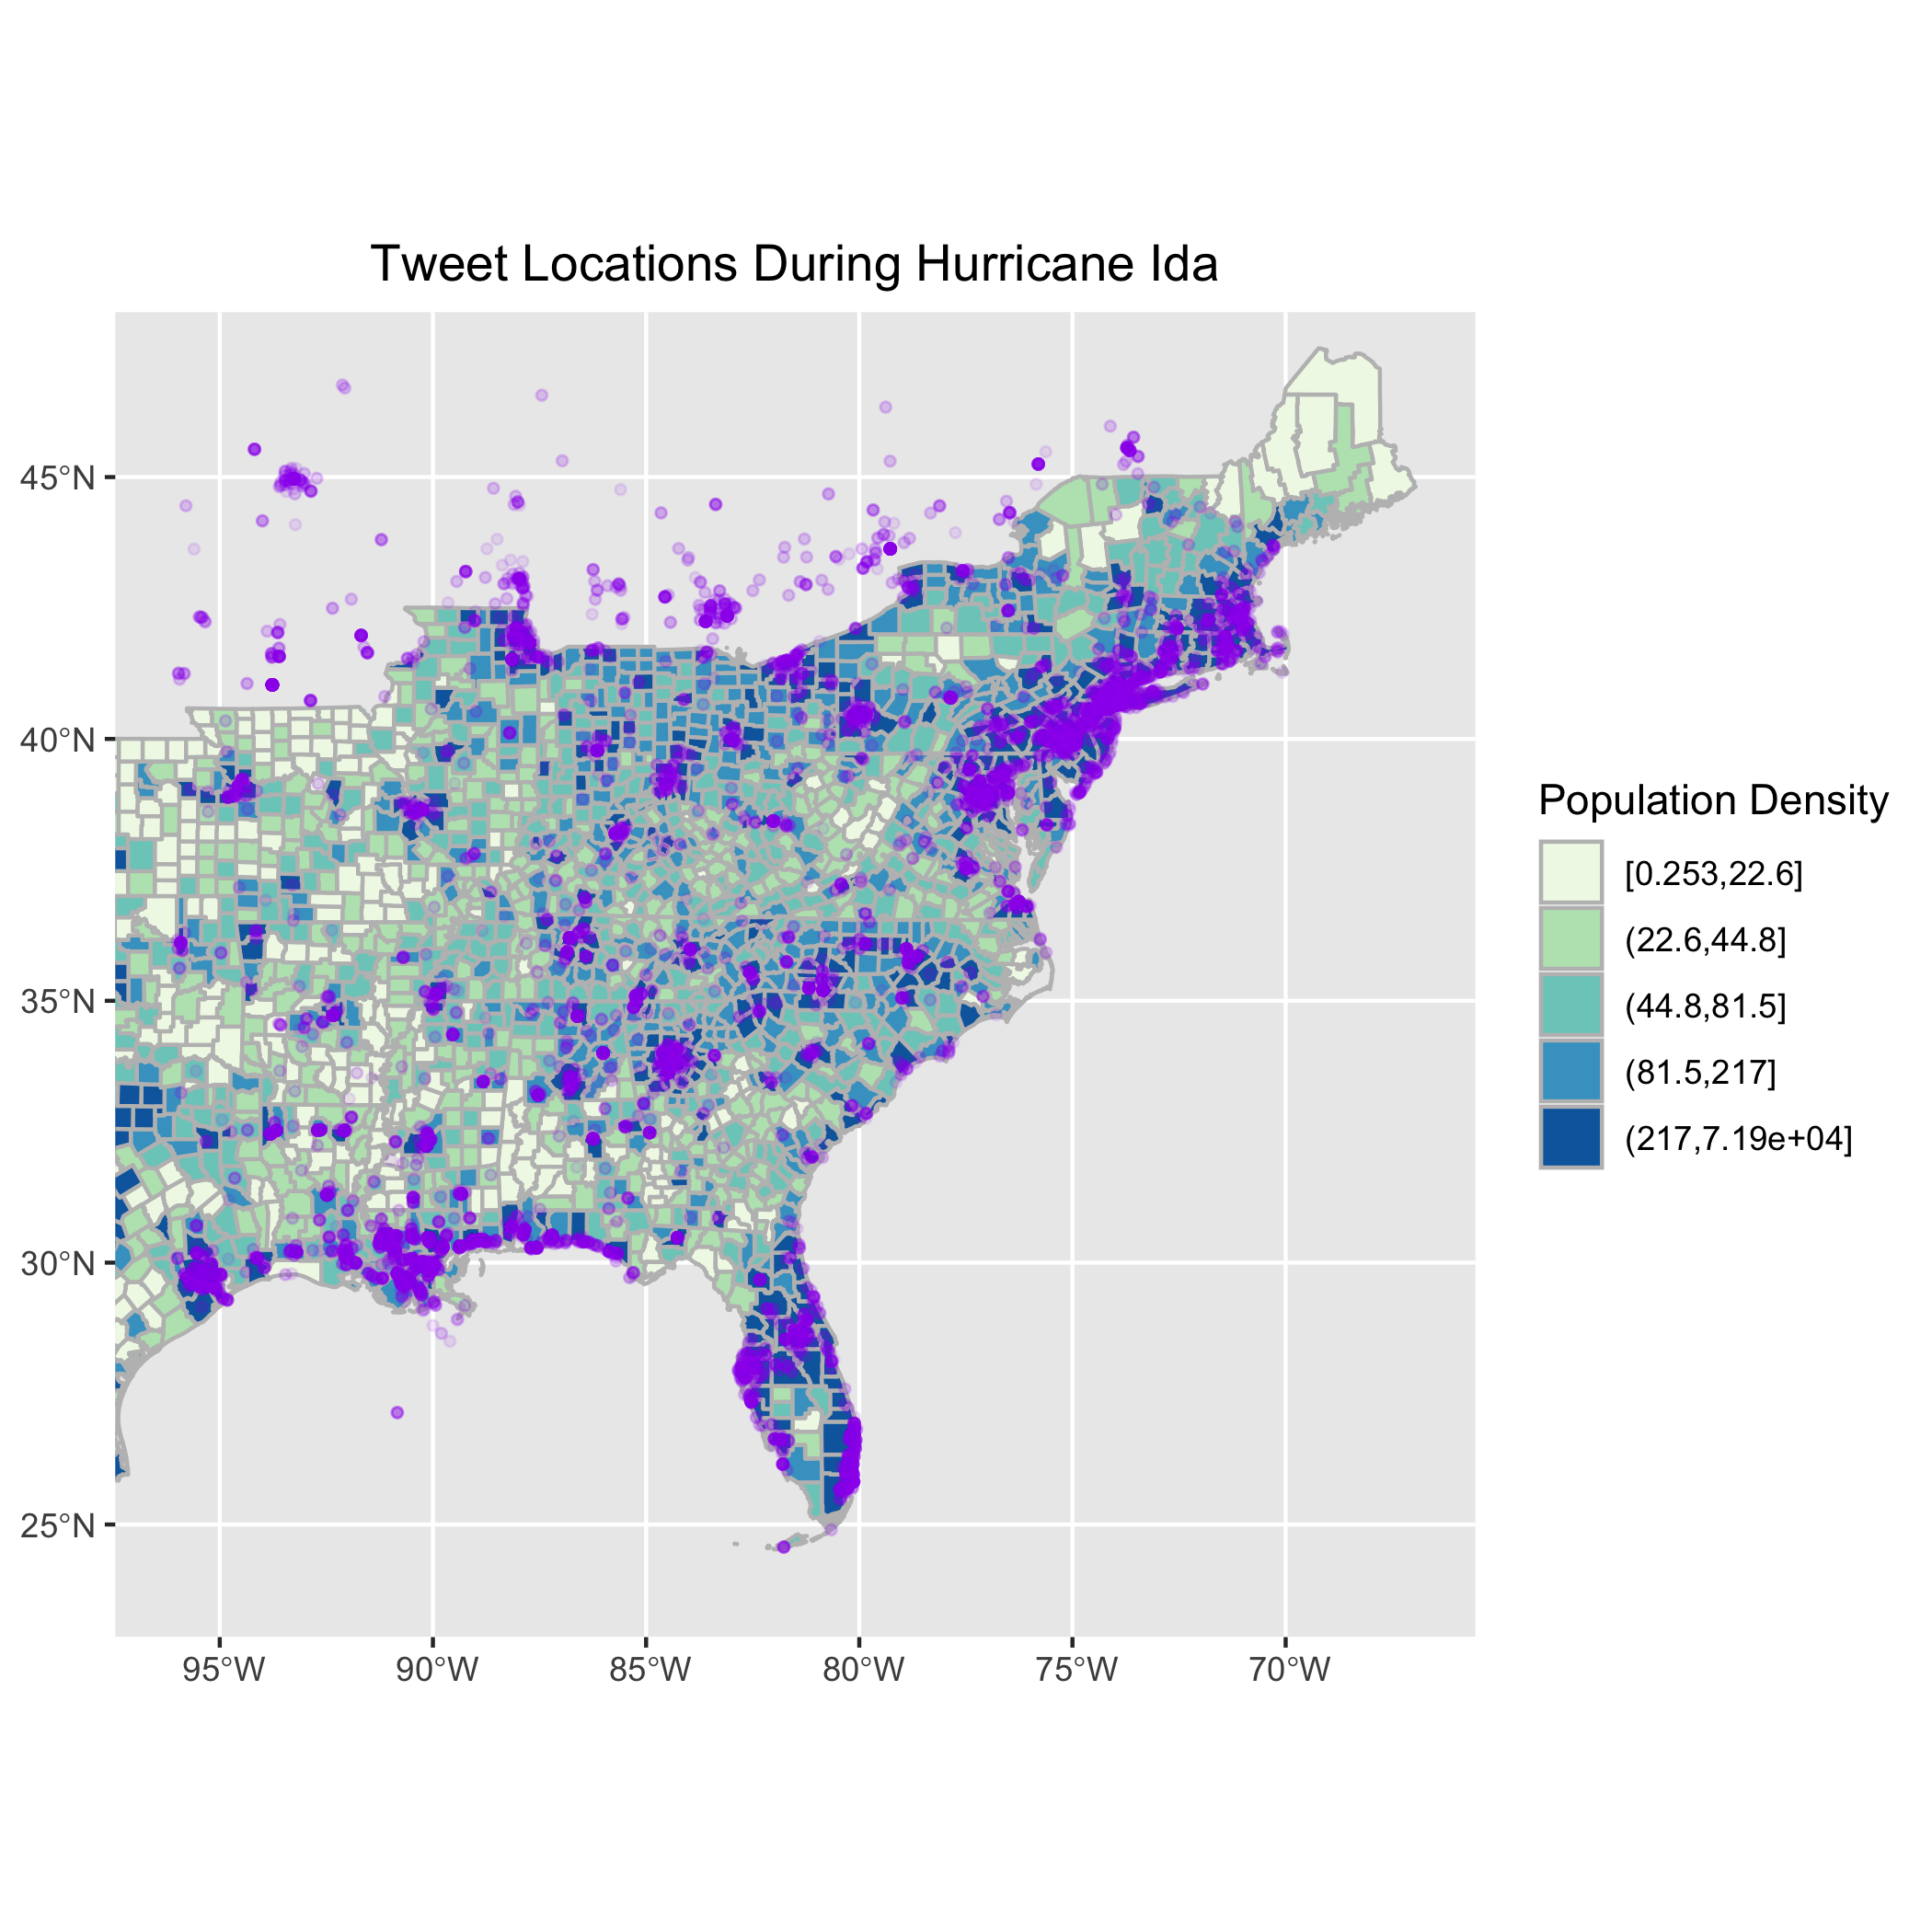 Tweet Locations During Hurricane Ida
45°N
40°N
35°N
30°N
25°N
95°W
90°W
85°W
80°W
75°W
70°W
Population Density
[0.253,22.6]
(22.6,44.8]
(44.8,81.5]
(81.5,217]
(217,7.19e+04]